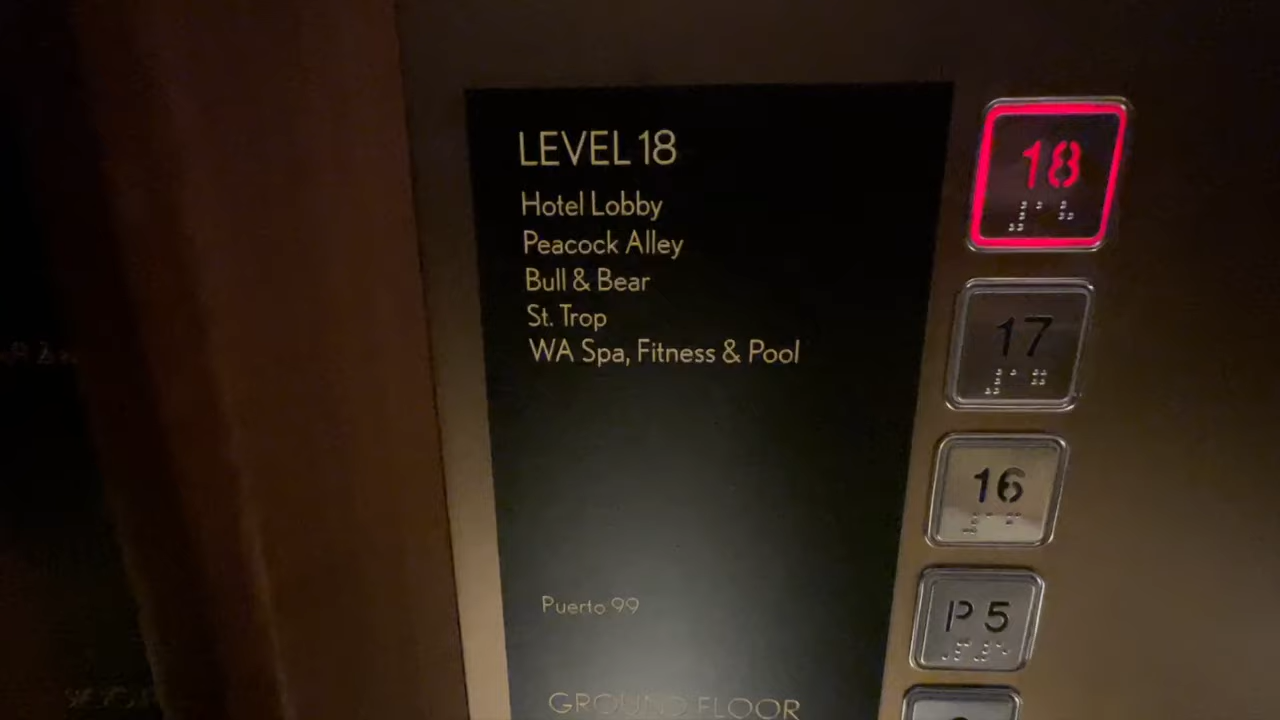 LEVEL 18
Hotel Lobby
Peacock Alley
Bull & Bear
St. Trop
WA Spa, Fitness & Pool
Puerto 99
GROUND FLOOR
18
17
16
P5